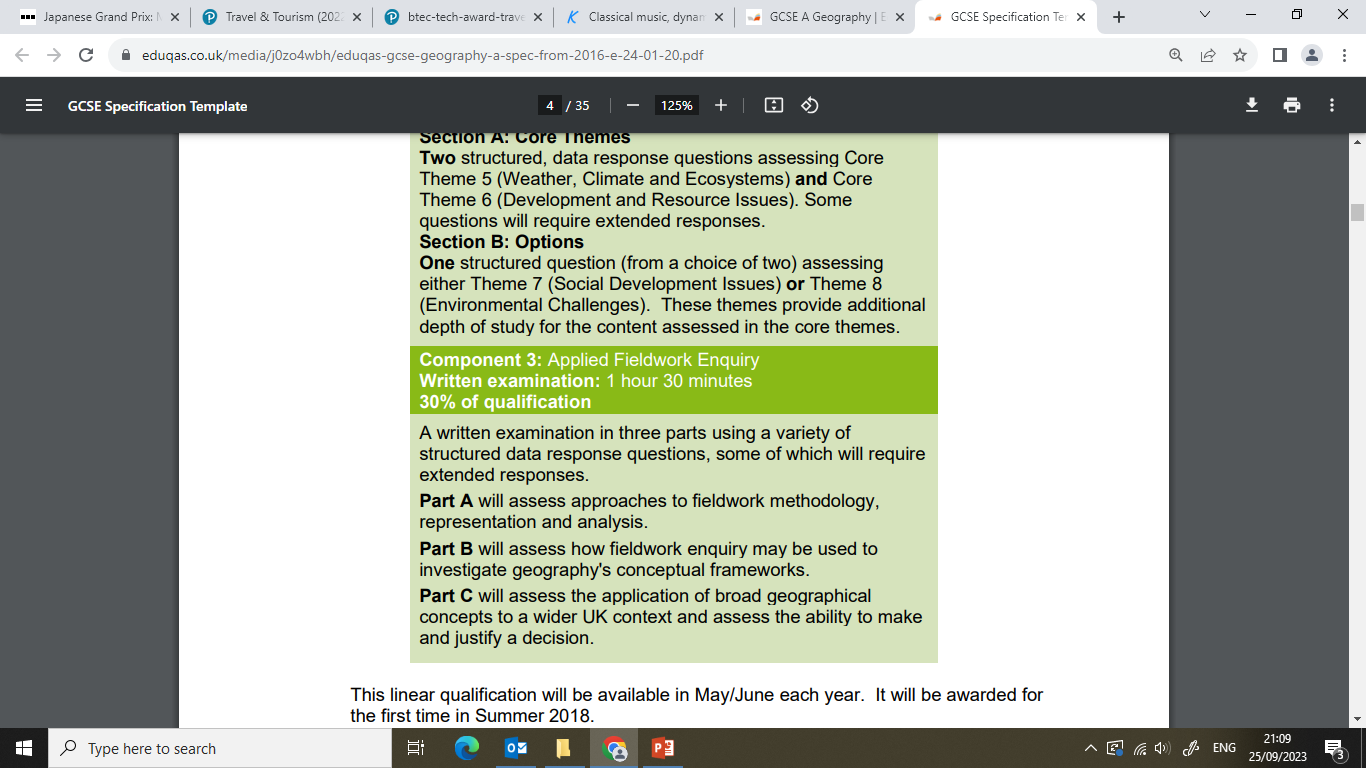 Japanese Grand Prix: M
Travel & Tourism (202
btec-tech-award-trave
Classical music, dynam
GCSE A Geography | E
GCSE Specification Te
eduqas.co.uk/media/j0zo4wbh/eduqas-gcse-geography-a-spec-from-2016-e-24-01-20.pdf
GCSE Specification Template
4 / 35
125%
Section A: Core Themes
Two structured, data response questions assessing Core
Theme 5 (Weather, Climate and Ecosystems) and Core
Theme 6 (Development and Resource Issues). Some
questions will require extended responses.
Section B: Options
One structured question (from a choice of two) assessing
either Theme 7 (Social Development Issues) or Theme 8
(Environmental Challenges). These themes provide additional
depth of study for the content assessed in the core themes.
Component 3: Applied Fieldwork Enquiry
Written examination: 1 hour 30 minutes
30% of qualification
A written examination in three parts using a variety of
structured data response questions, some of which will require
extended responses.
Part A will assess approaches to fieldwork methodology,
representation and analysis.
Part B will assess how fieldwork enquiry may be used to
investigate geography's conceptual frameworks.
Part C will assess the application of broad geographical
concepts to a wider UK context and assess the ability to make
and justify a decision.
This linear qualification will be available in May/June each year. It will be awarded for
the first time in Summer 2018.
Type here to search
ENG
21:09
25/09/2023
3